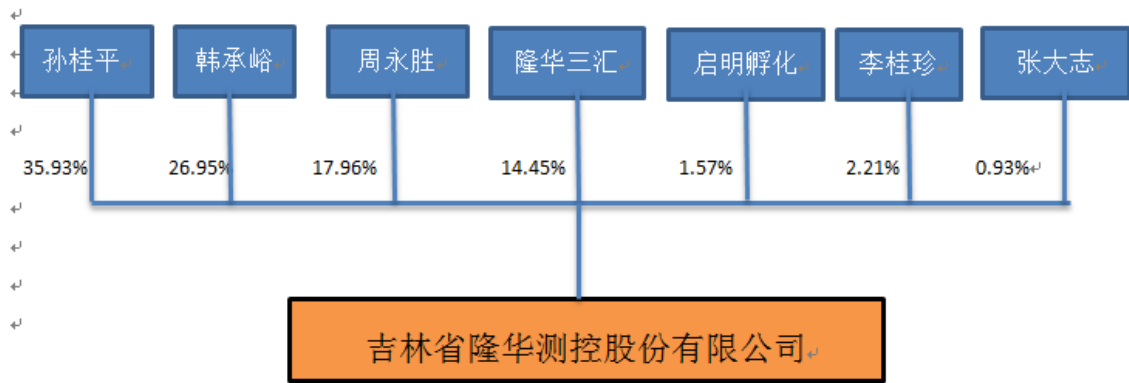 孙桂平 韩承峪 周永胜 隆华三汇 启明孵化 李桂珍 张大志
35.93% 26.95% 17.96% 14.45% 1.57% 2.21% 0.93%
吉林省隆华测控股份有限公司